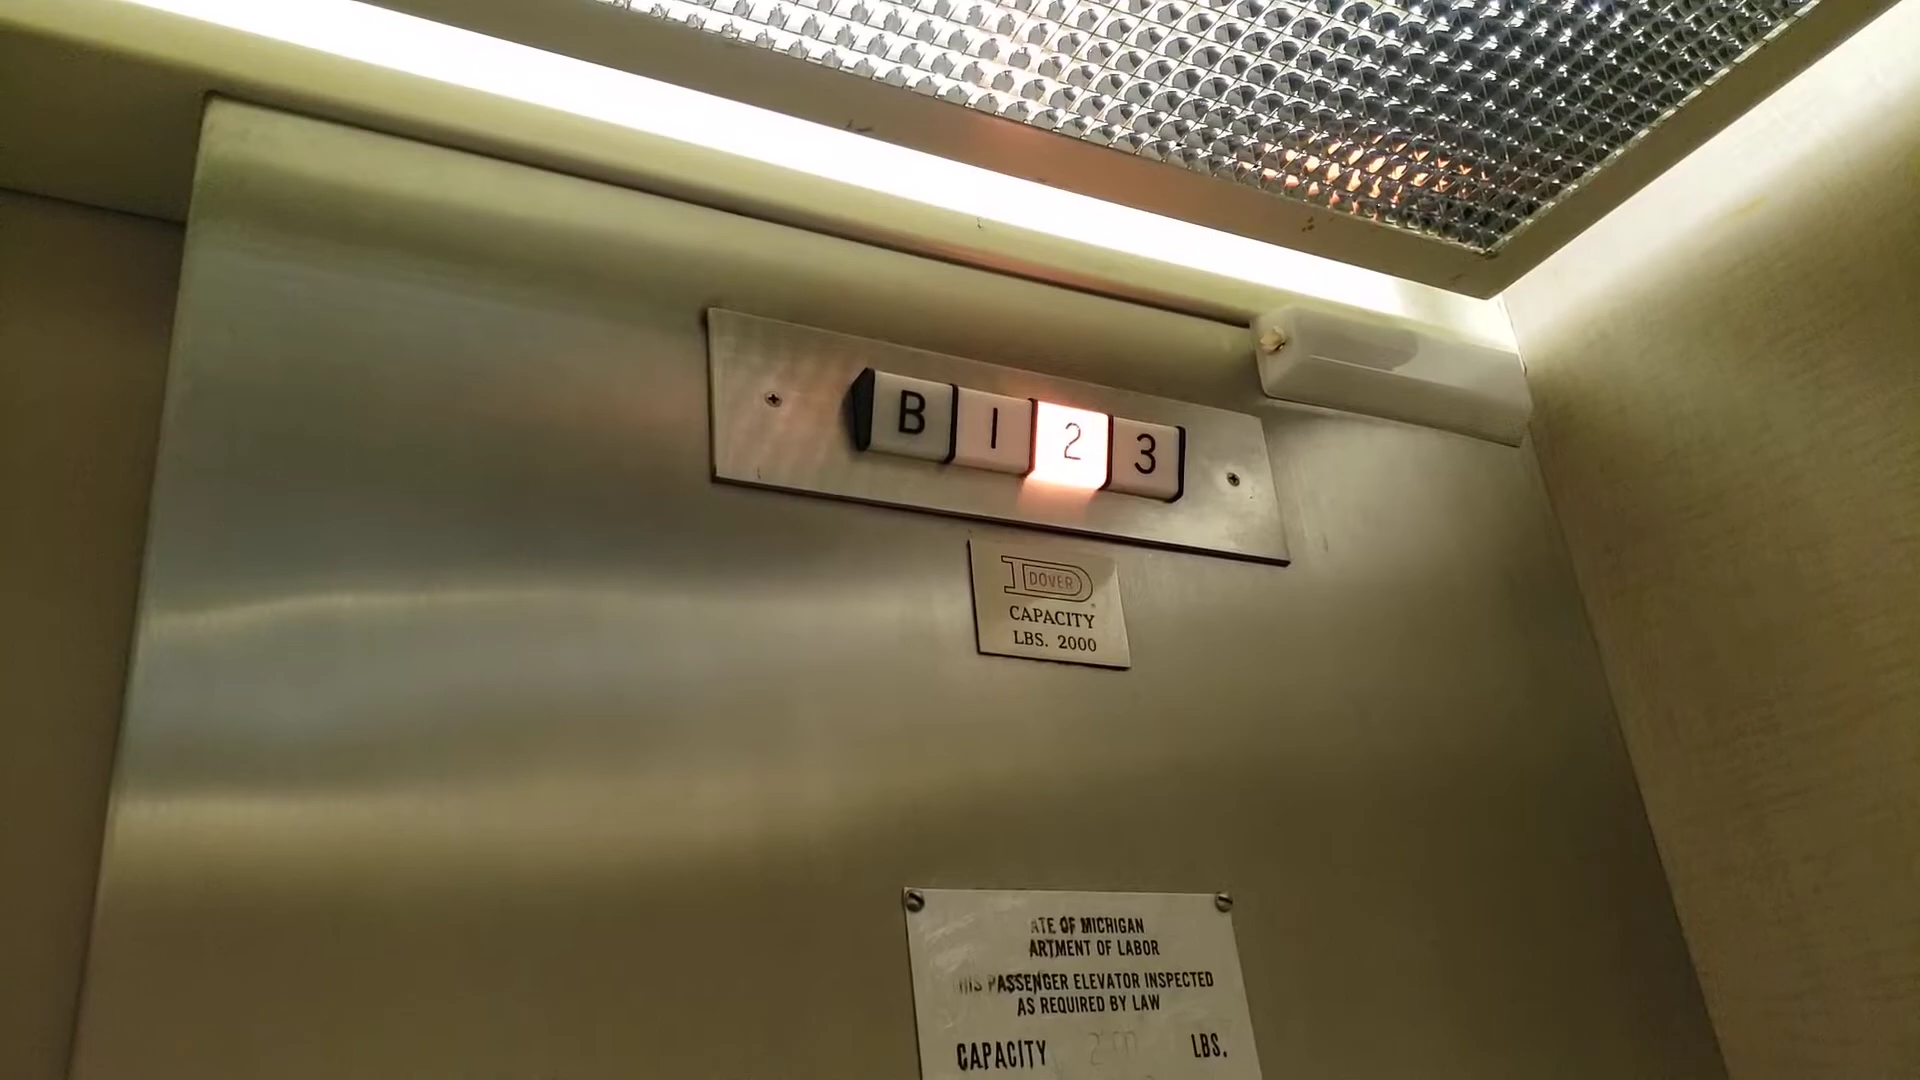 B 1 2 3
DOVER
CAPACITY
LBS. 2000
ATE OF MICHIGAN
ARTMENT OF LABOR
HIS PASSENGER ELEVATOR INSPECTED
AS REQUIRED BY LAW
CAPACITY LBS.